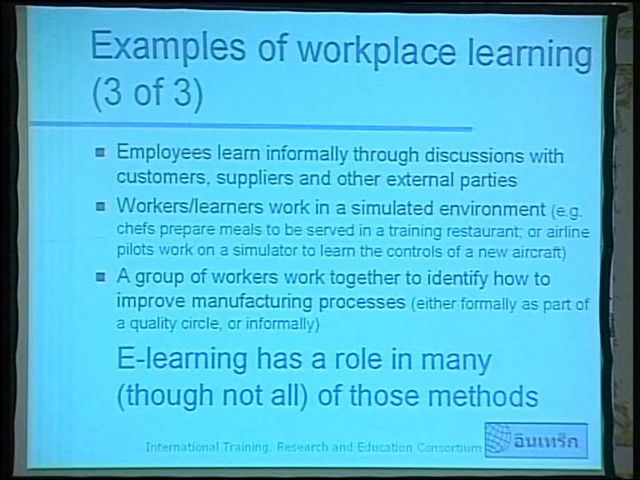 Examples of workplace learning
(3 of 3)
Employees learn informally through discussions with
customers, suppliers and other external parties
Workers/learners work in a simulated environment (e.g.
chefs prepare meals to be served in a training restaurant; or airline
pilots work on a simulator to learn the controls of a new aircraft)
A group of workers work together to identify how to
improve manufacturing processes (either formally as part of
a quality circle, or informally)
E-learning has a role in many
(though not all) of those methods
International Training, Research and Education Consortium
อินเทร็ก